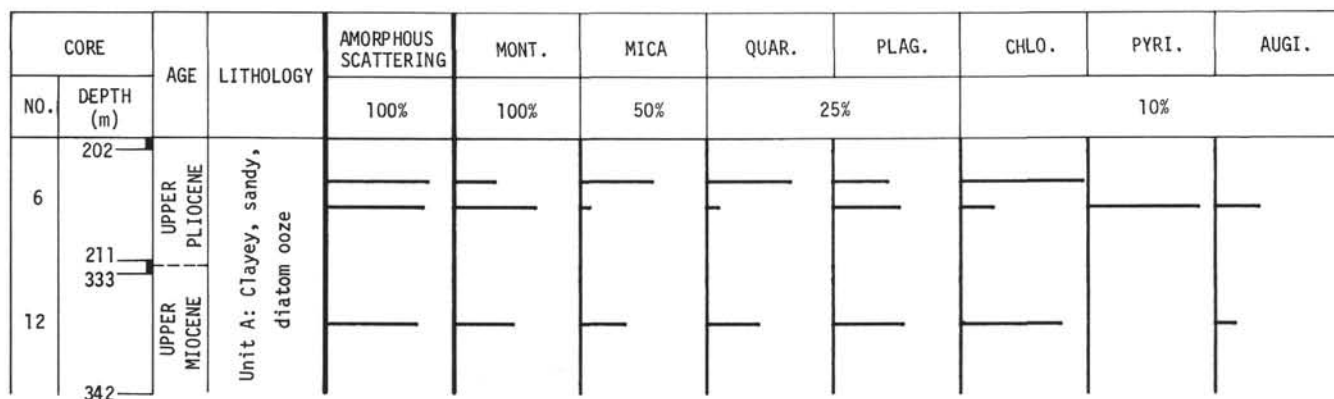 CORE
AGE
LITHOLOGY
AMORPHOUS
SCATTERING
MONT.
MICA
QUAR.
PLAG.
CHLO.
PYRI.
AUGI.
NO.
DEPTH
(m)
100%
100%
50%
25%
10%
202
6
211
333
12
342
UPPER
PLIOCENE
UPPER
MIOCENE
Unit A: Clayey, sandy,
diatom ooze